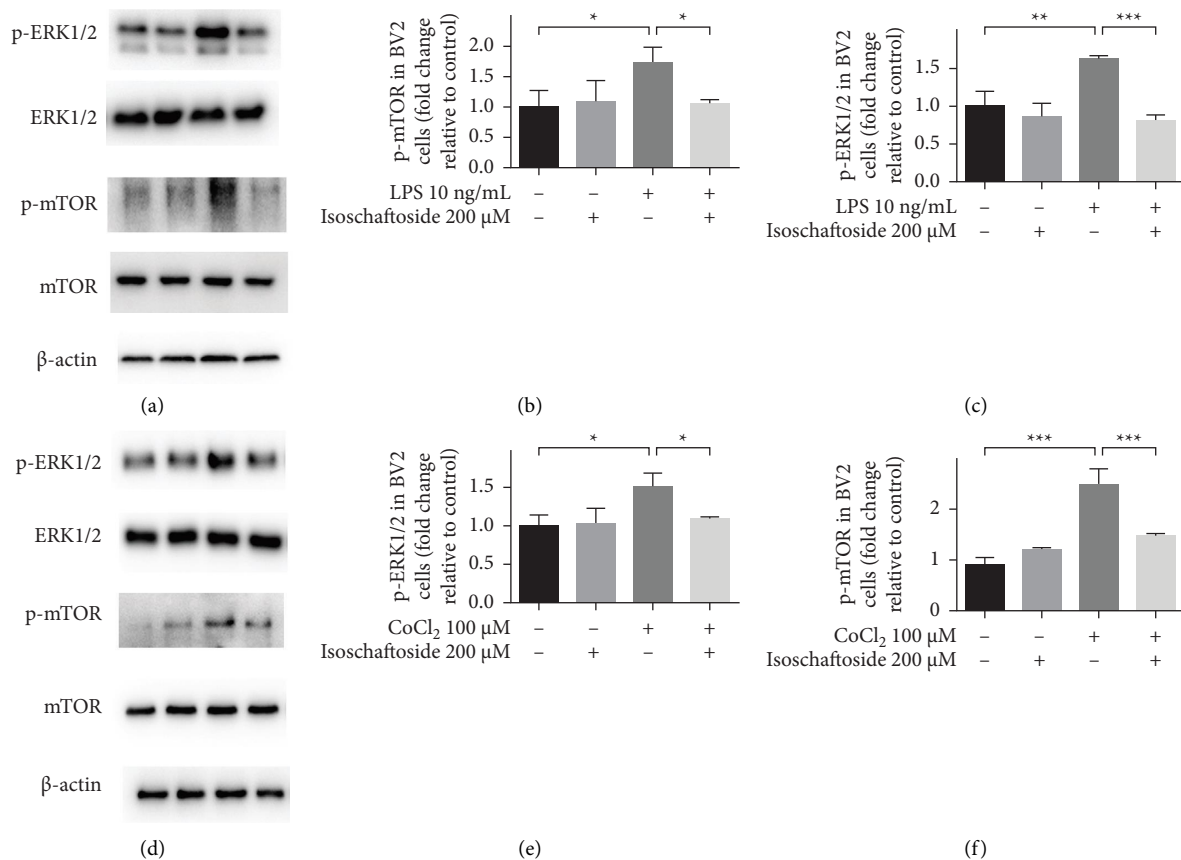 p-ERK1/2
ERK1/2
p-mTOR
mTOR
β-actin
(a)
p-mTOR in BV2
cells (fold change
relative to control)
2.0
1.5
1.0
0.5
0.0
* *
LPS 10 ng/mL – – + +
Isoschaftoside 200 μM – + – +
(b)
p-ERK1/2 in BV2
cells (fold change
relative to control)
1.5
1.0
0.5
0.0
** ***
LPS 10 ng/mL – – + +
Isoschaftoside 200 μM – + – +
(c)
p-ERK1/2
ERK1/2
p-mTOR
mTOR
β-actin
(d)
p-ERK1/2 in BV2
cells (fold change
relative to control)
1.5
1.0
0.5
0.0
* *
CoCl₂ 100 μM – – + +
Isoschaftoside 200 μM – + – +
(e)
p-mTOR in BV2
cells (fold change
relative to control)
2
1
0
*** ***
CoCl₂ 100 μM – – + +
Isoschaftoside 200 μM – + – +
(f)